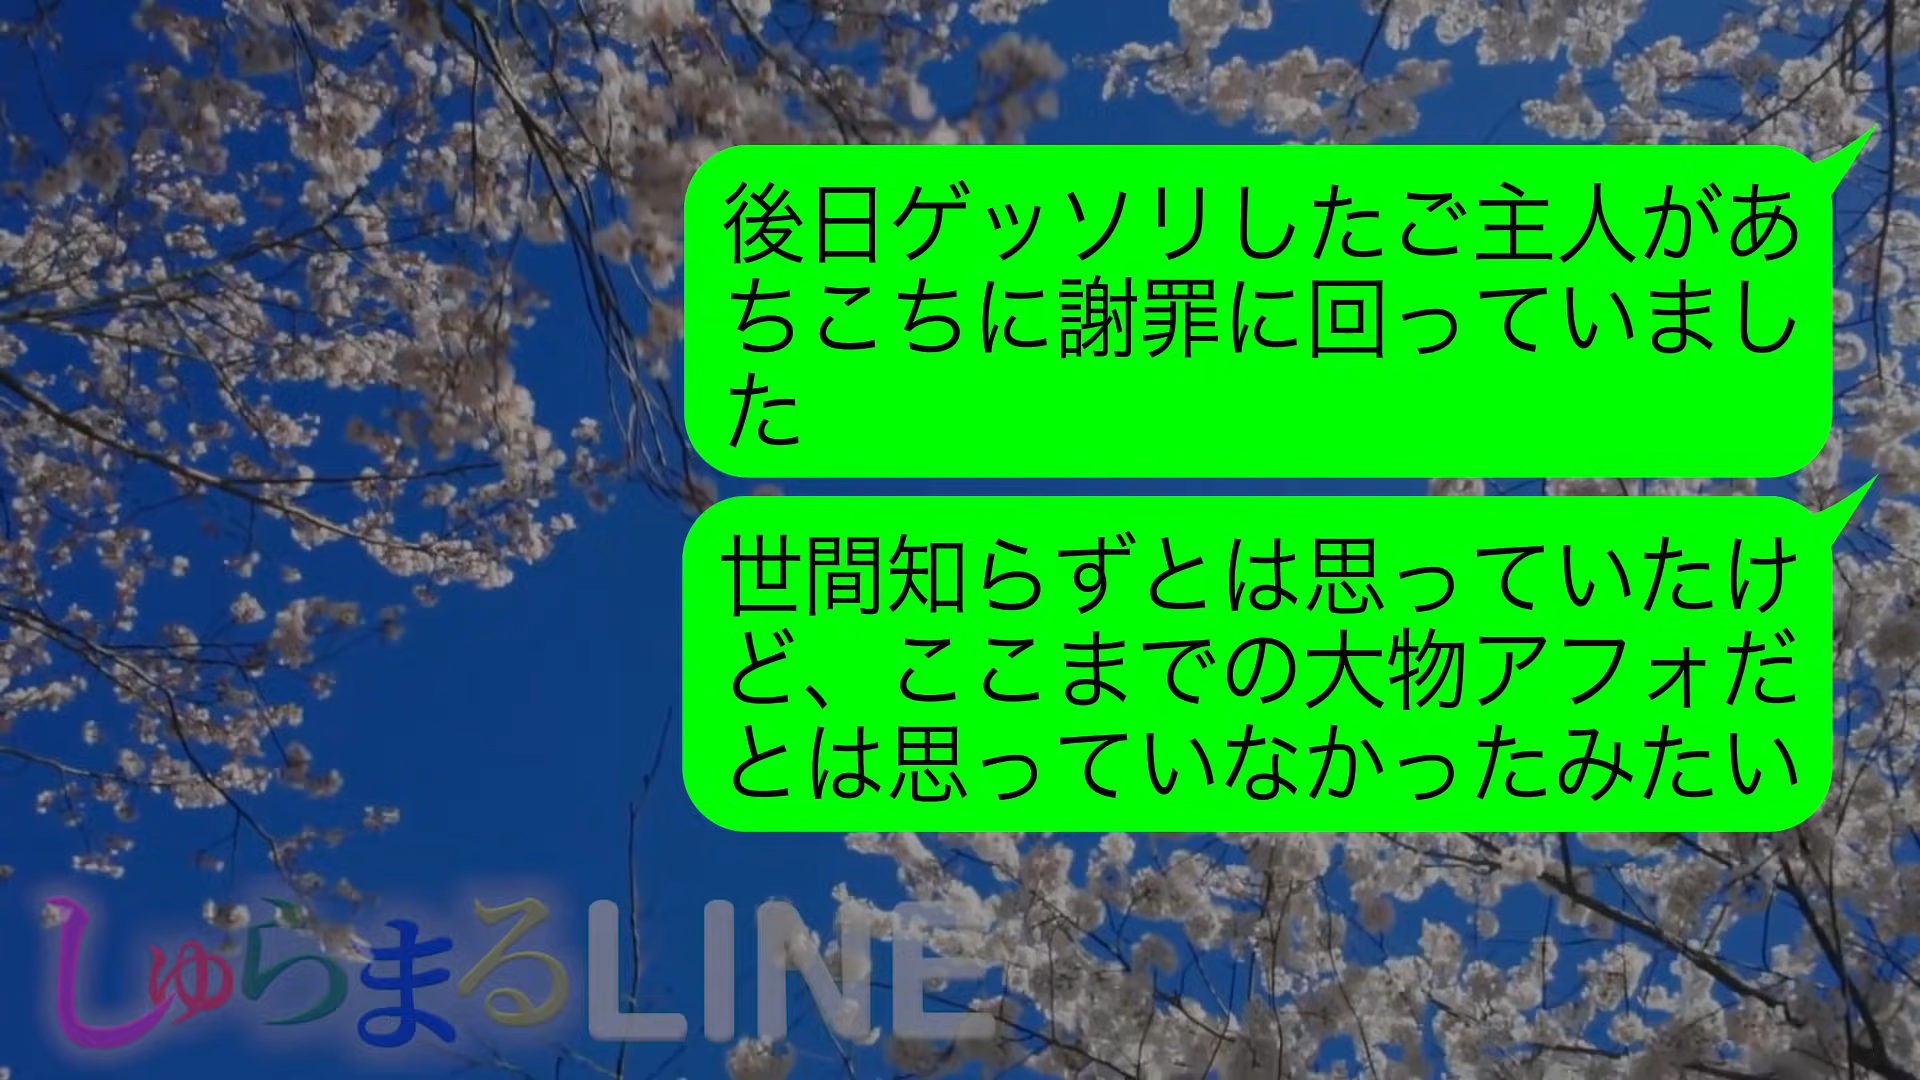 後日ゲッソリしたご主人があ
ちこちに謝罪に回っていまし
た
世間知らずとは思っていたけ
ど、ここまでの大物アフォだ
とは思っていなかったみたい
しゅらまるLINE